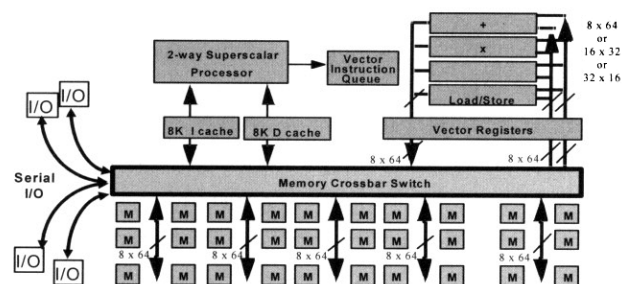 8 x 64
or
16 x 32
or
32 x 16
+
x
Load/Store
2-way Superscalar
Processor
Vector
Instruction
Queue
I/O
I/O
8K I cache
8K D cache
Vector Registers
8 x 64
8 x 64
Serial
I/O
Memory Crossbar Switch
M M M M M M M M M M
M M M M M M M M M M
8 x 64 8 x 64 8 x 64 8 x 64 8 x 64
M M M M M M M M M M
I/O
I/O